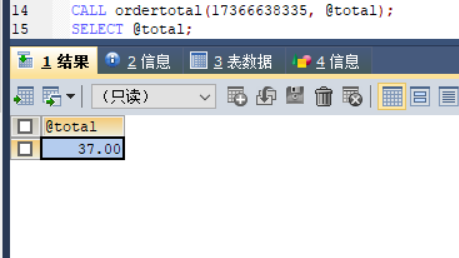 14 CALL ordertotal(17366638335, @total);
15 SELECT @total;
1 结果 2 信息 3 表数据 4 信息
(只读)
@total
37.00